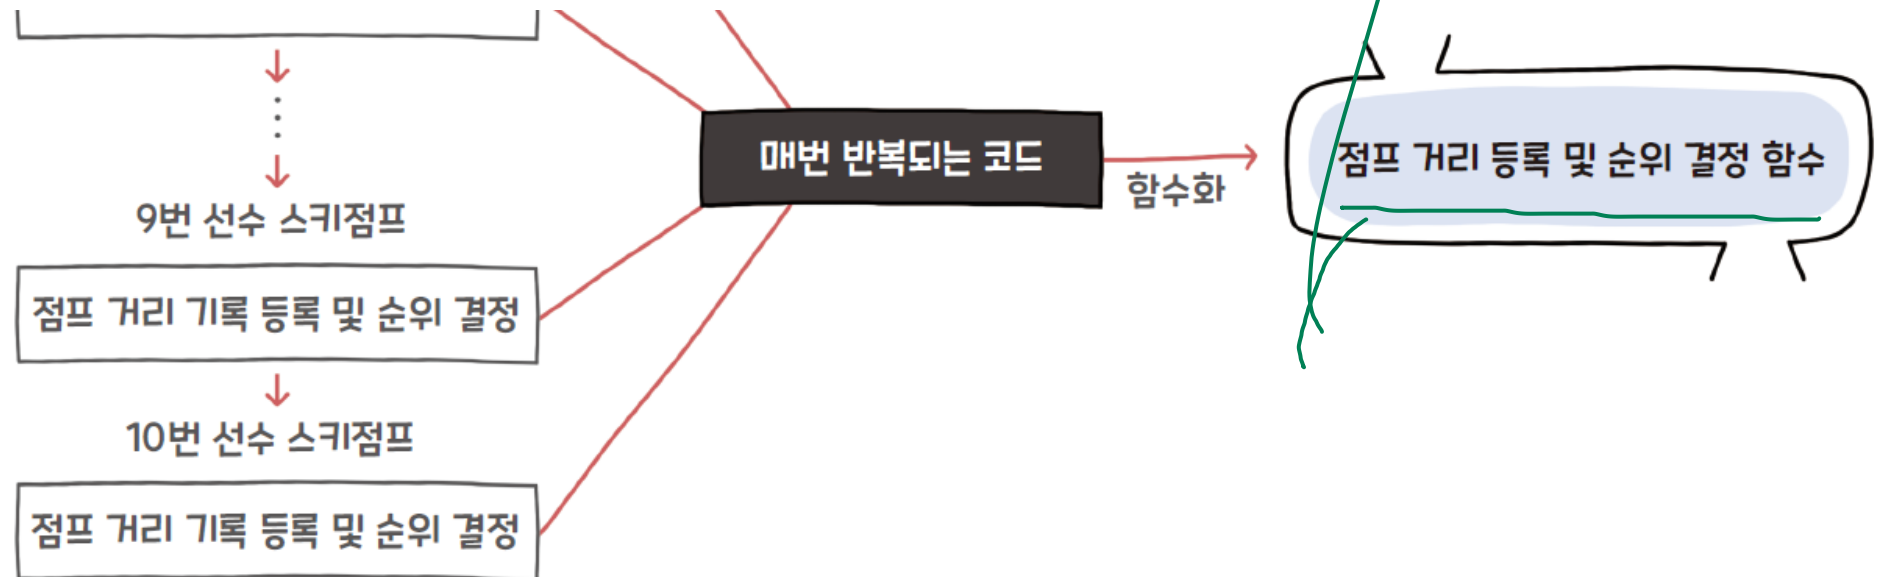 9번 선수 스키점프
점프 거리 기록 등록 및 순위 결정
10번 선수 스키점프
점프 거리 기록 등록 및 순위 결정
매번 반복되는 코드
함수화
점프 거리 등록 및 순위 결정 함수